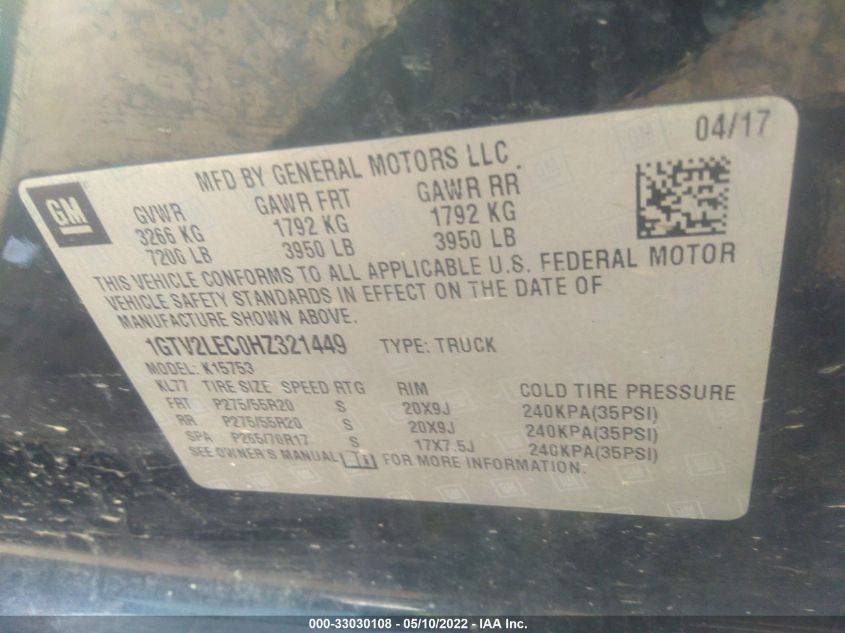 04/17
MFD BY GENERAL MOTORS LLC
GM
GVWR GAWR FRT GAWR RR
3266 KG 1792 KG 1792 KG
7200 LB 3950 LB 3950 LB
THIS VEHICLE CONFORMS TO ALL APPLICABLE U.S. FEDERAL MOTOR
VEHICLE SAFETY STANDARDS IN EFFECT ON THE DATE OF
MANUFACTURE SHOWN ABOVE.
1GTV2LEC0HZ321449 TYPE: TRUCK
MODEL: K15753
KL77 TIRE SIZE SPEED RTG RIM COLD TIRE PRESSURE
FRT P275/55R20 S 20X9J 240KPA(35PSI)
RR P275/55R20 S 20X9J 240KPA(35PSI)
SPA P265/70R17 S 17X7.5J 240KPA(35PSI)
SEE OWNER'S MANUAL FOR MORE INFORMATION.
000-33030108 - 05/10/2022 - IAA Inc.